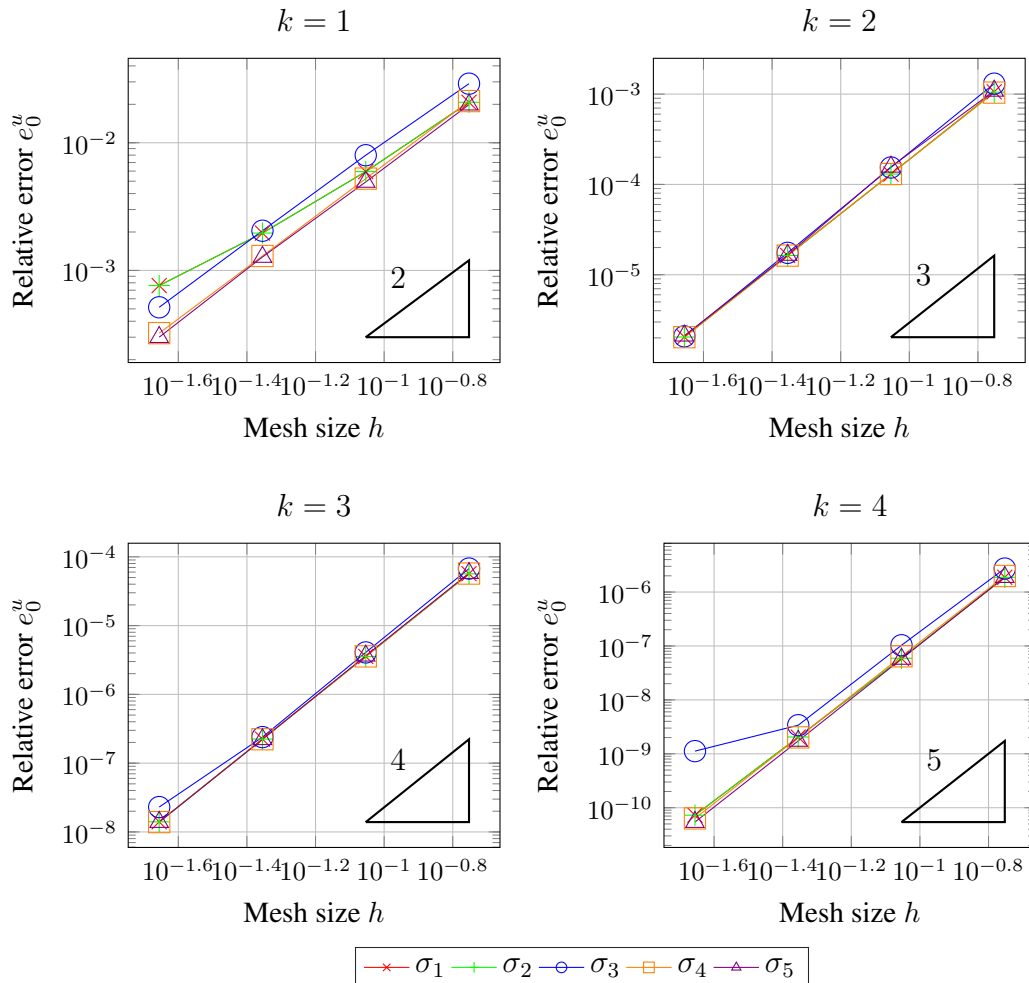 k = 1
Relative error e_0^u
10^{-2}
10^{-3}
2
10^{-1.6} 10^{-1.4} 10^{-1.2} 10^{-1} 10^{-0.8}
Mesh size h
k = 2
Relative error e_0^u
10^{-3}
10^{-4}
10^{-5}
3
10^{-1.6} 10^{-1.4} 10^{-1.2} 10^{-1} 10^{-0.8}
Mesh size h
k = 3
Relative error e_0^u
10^{-4}
10^{-5}
10^{-6}
10^{-7}
10^{-8}
4
10^{-1.6} 10^{-1.4} 10^{-1.2} 10^{-1} 10^{-0.8}
Mesh size h
k = 4
Relative error e_0^u
10^{-6}
10^{-7}
10^{-8}
10^{-9}
10^{-10}
5
10^{-1.6} 10^{-1.4} 10^{-1.2} 10^{-1} 10^{-0.8}
Mesh size h
σ_1 σ_2 σ_3 σ_4 σ_5